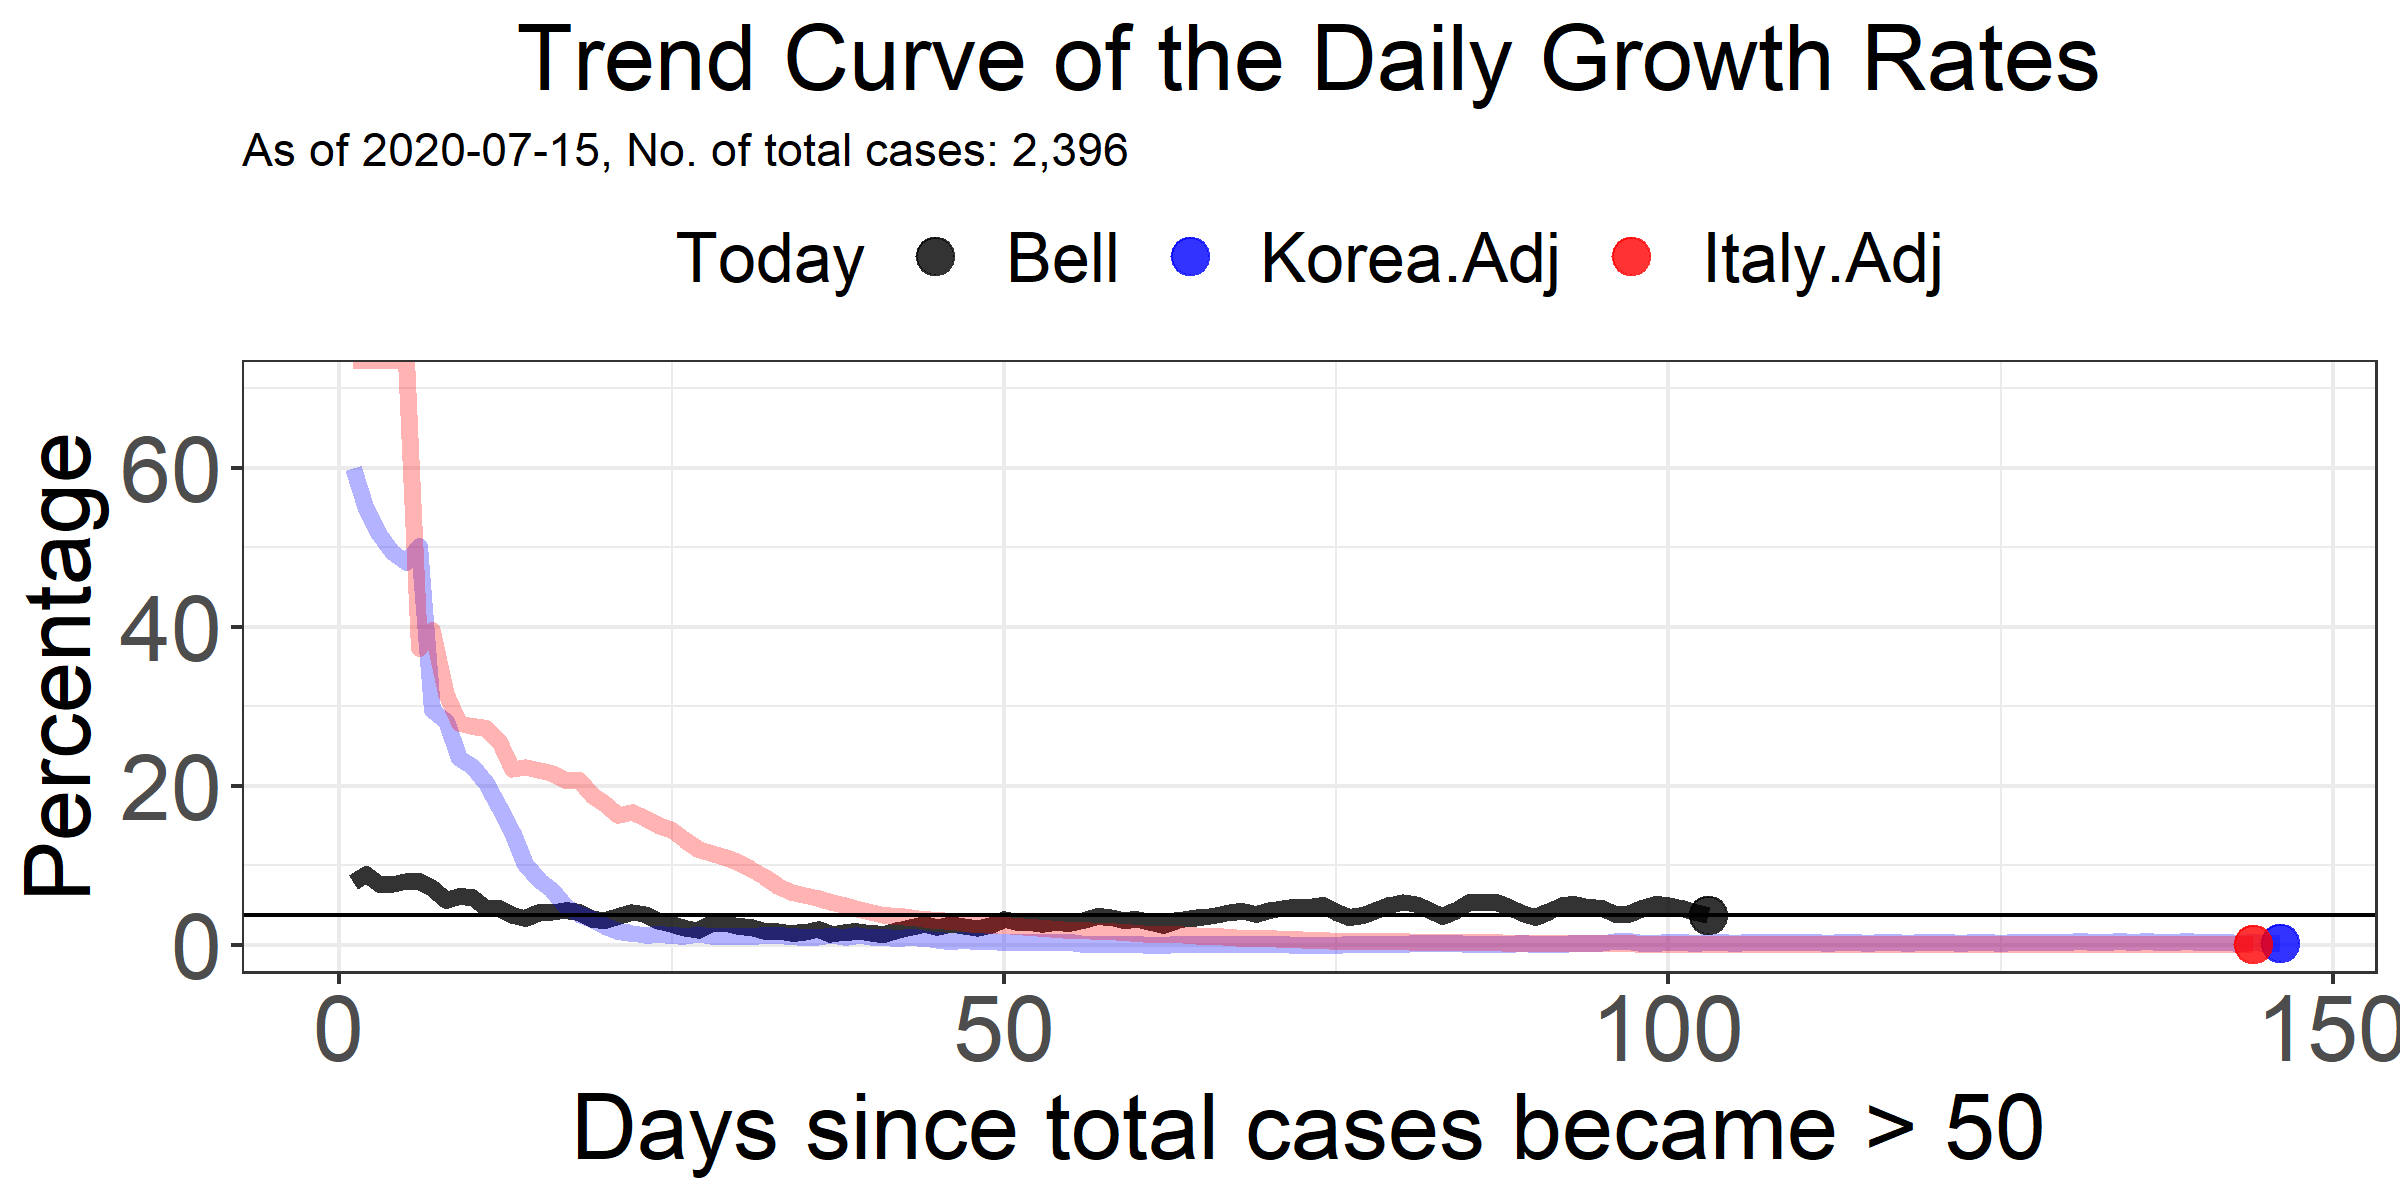 Trend Curve of the Daily Growth Rates
As of 2020-07-15, No. of total cases: 2,396
Today Bell Korea.Adj Italy.Adj
Percentage
60
40
20
0
0 50 100 150
Days since total cases became > 50